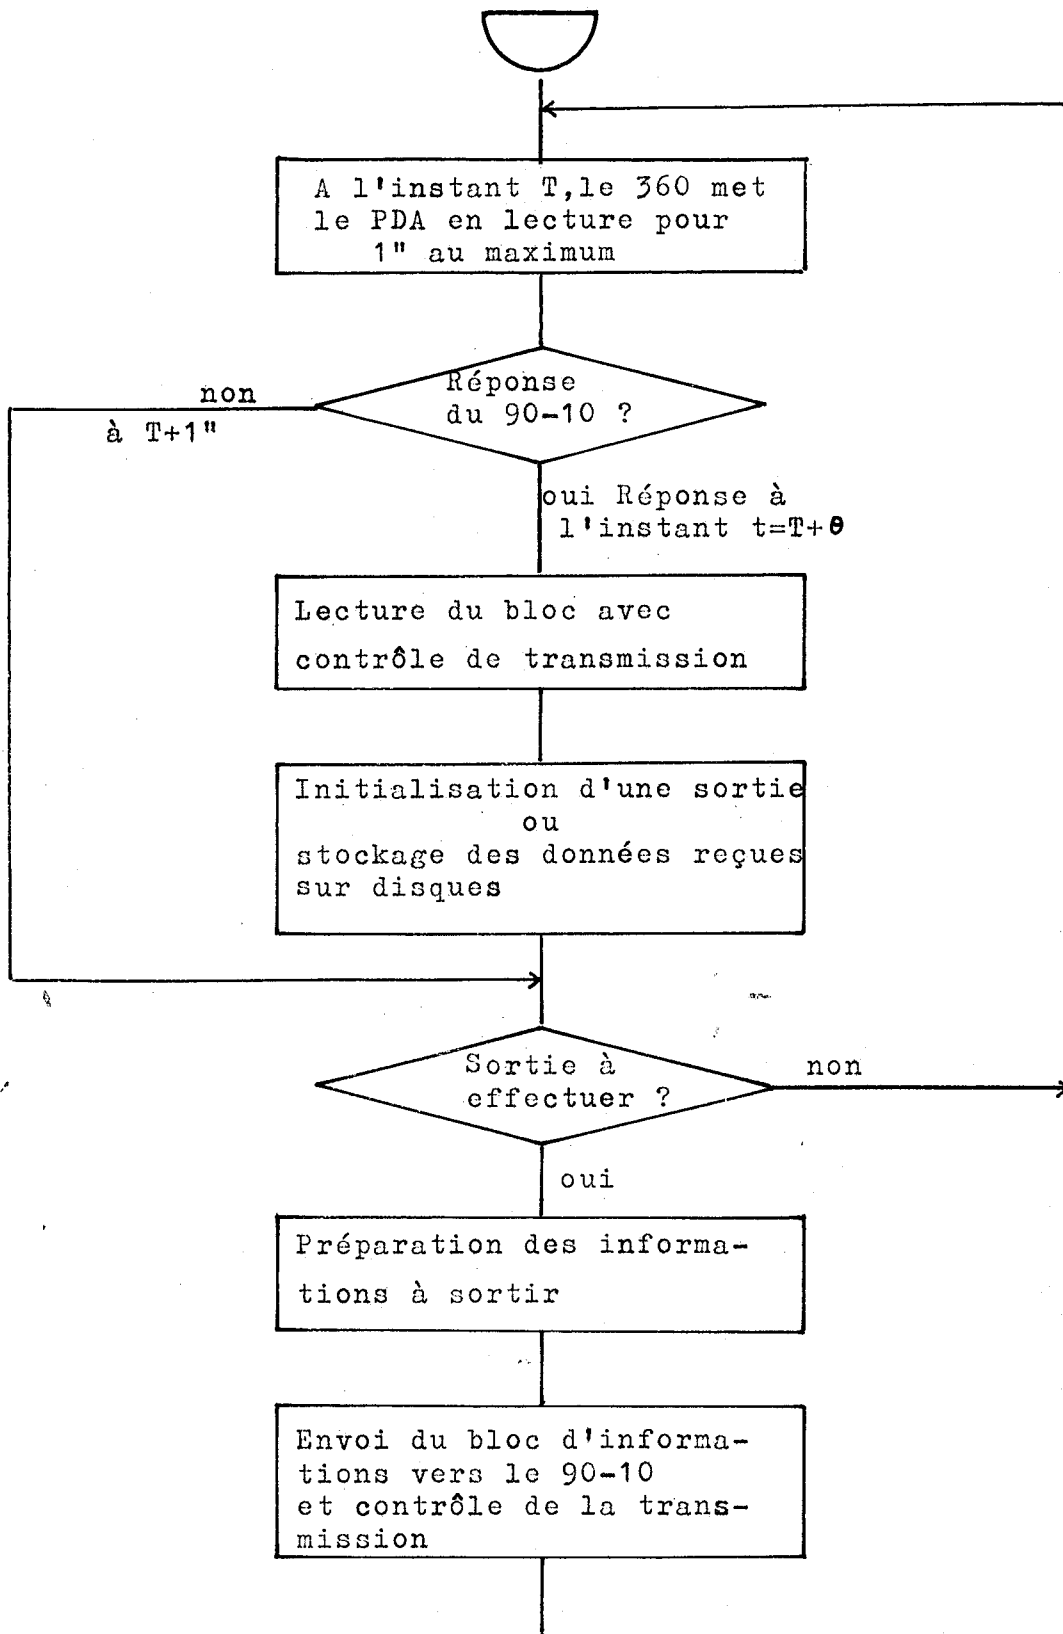 A l'instant T,le 360 met
le PDA en lecture pour
1" au maximum
Réponse
du 90-10 ?
non
à T+1"
oui Réponse à
l'instant t=T+θ
Lecture du bloc avec
contrôle de transmission
Initialisation d'une sortie
ou
stockage des données reçues
sur disques
Sortie à
effectuer ?
non
oui
Préparation des informa-
tions à sortir
Envoi du bloc d'informa-
tions vers le 90-10
et contrôle de la trans-
mission